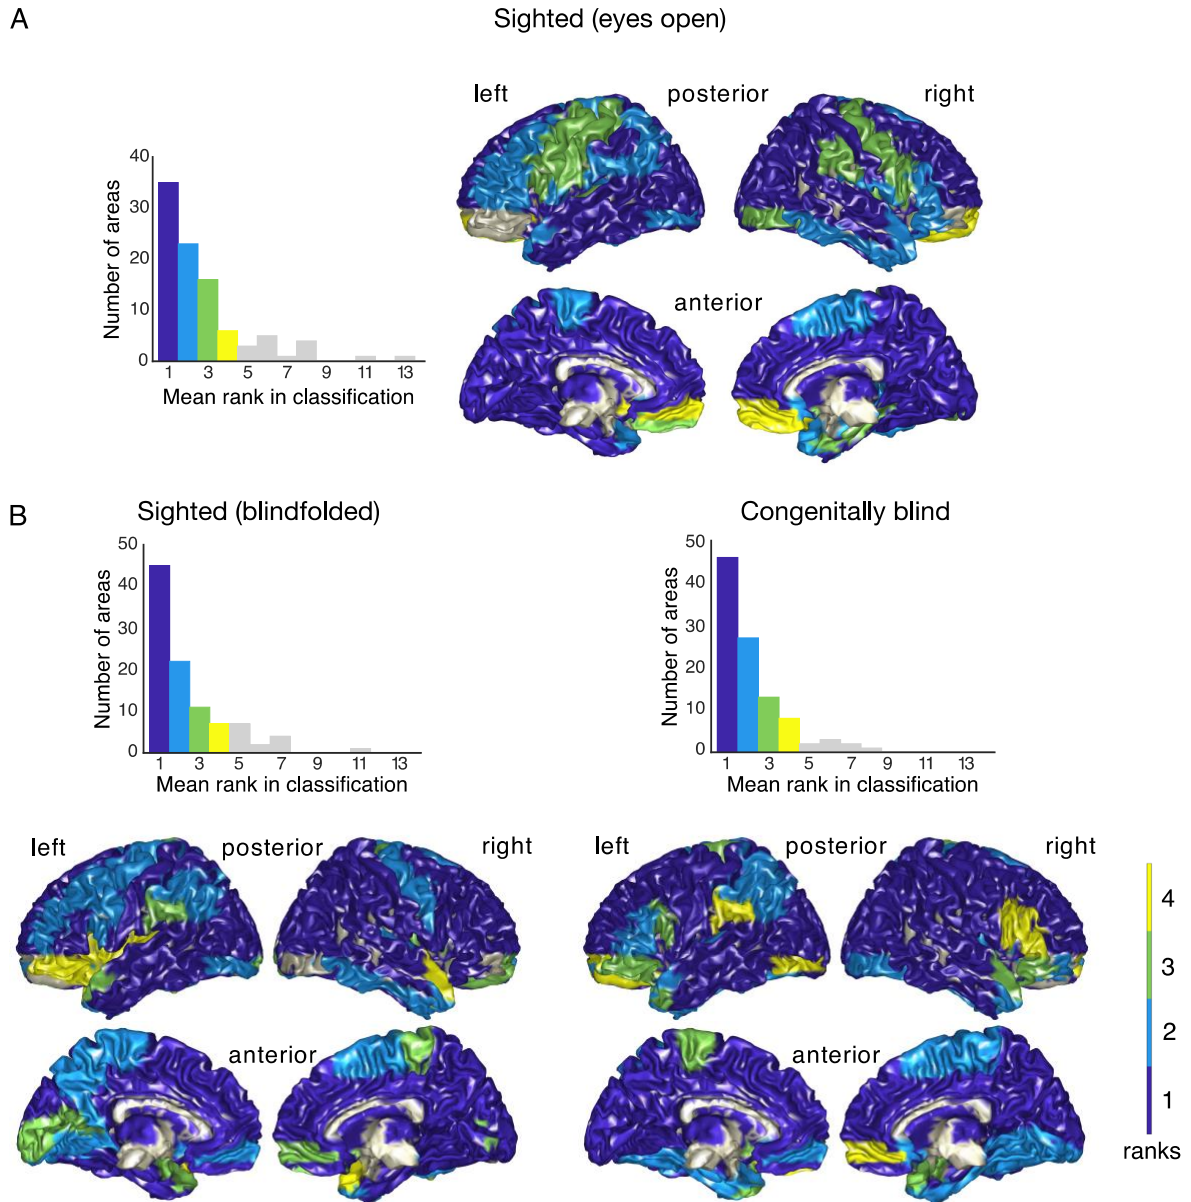 A
Sighted (eyes open)
left
posterior
right
Number of areas
40
30
20
10
0
1 3 5 7 9 11 13
Mean rank in classification
anterior
B
Sighted (blindfolded)
Number of areas
50
40
30
20
10
0
1 3 5 7 9 11 13
Mean rank in classification
left
posterior
right
anterior
Congenitally blind
Number of areas
50
40
30
20
10
0
1 3 5 7 9 11 13
Mean rank in classification
left
posterior
right
anterior
4
3
2
1
ranks